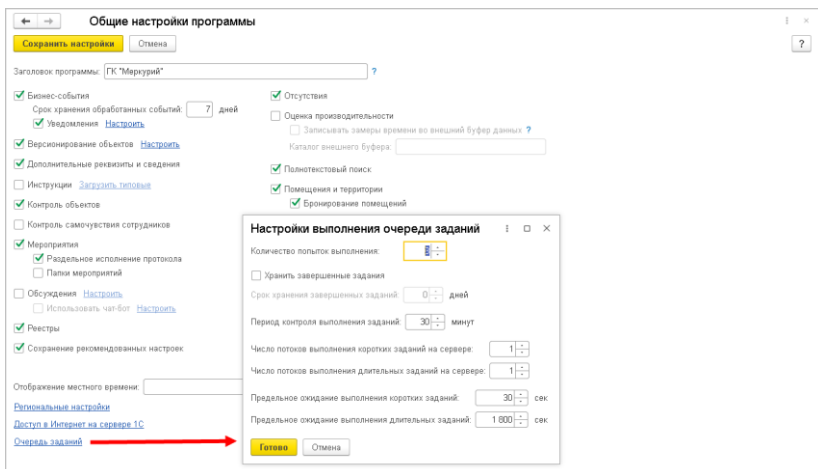 Общие настройки программы
Сохранить настройки Отмена ?
Заголовок программы: ГК "Меркурий" ?
Бизнес-события
Срок хранения обработанных событий: 7 дней
Уведомления Настроить
Версионирование объектов Настроить
Дополнительные реквизиты и сведения
Инструкции Загрузить типовые
Контроль объектов
Контроль самочувствия сотрудников
Мероприятия
Раздельное исполнение протокола
Папки мероприятий
Обсуждения Настроить
Использовать чат-бот Настроить
Реестры
Сохранение рекомендованных настроек
Отображение местного времени:
Региональные настройки
Доступ в Интернет на сервере 1С
Очередь заданий
Отсутствия
Оценка производительности
Записывать замеры времени во внешний буфер данных ?
Каталог внешнего буфера:
Полнотекстовый поиск
Помещения и территории
Бронирование помещений
Настройки выполнения очереди заданий
Количество попыток выполнения:
Хранить завершенные задания
Срок хранения завершенных заданий: 0 дней
Период контроля выполнения заданий: 30 минут
Число потоков выполнения коротких заданий на сервере: 1
Число потоков выполнения длительных заданий на сервере: 1
Предельное ожидание выполнения коротких заданий: 30 сек
Предельное ожидание выполнения длительных заданий: 1 800 сек
Готово Отмена